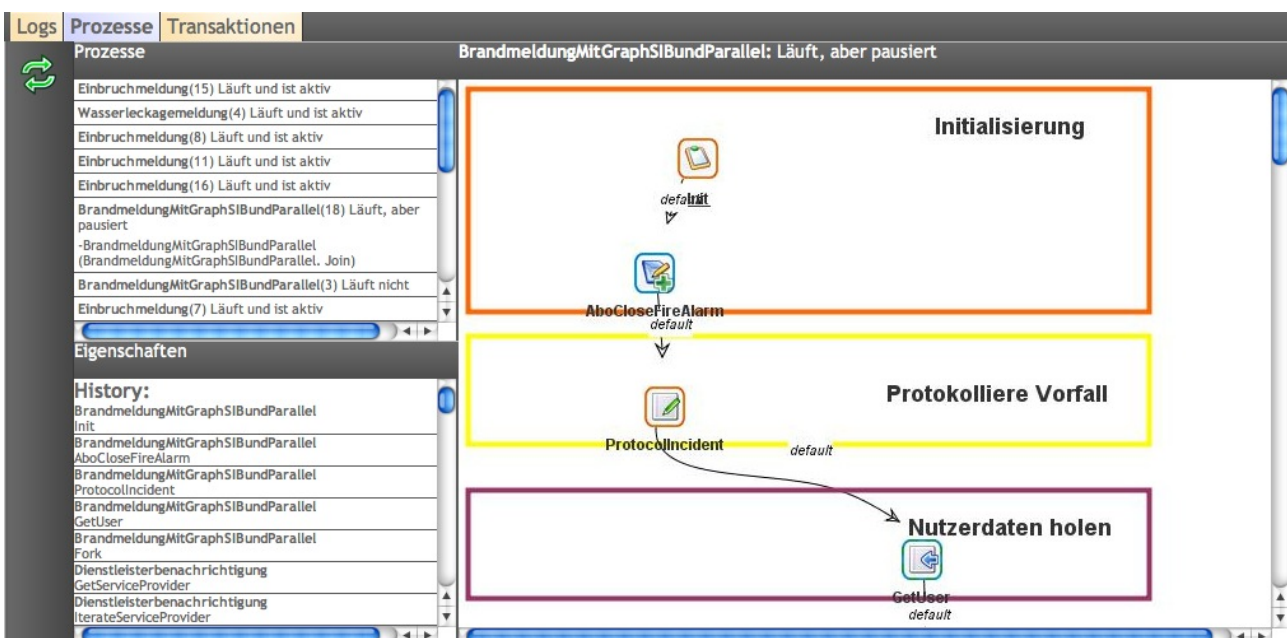 Logs Prozesse Transaktionen
Prozesse
Einbruchmeldung(15) Läuft und ist aktiv
Wasserleckagemeldung(4) Läuft und ist aktiv
Einbruchmeldung(8) Läuft und ist aktiv
Einbruchmeldung(11) Läuft und ist aktiv
Einbruchmeldung(16) Läuft und ist aktiv
BrandmeldungMitGraphSIBundParallel(18) Läuft, aber
pausiert
-BrandmeldungMitGraphSIBundParallel
(BrandmeldungMitGraphSIBundParallel. Join)
BrandmeldungMitGraphSIBundParallel(3) Läuft nicht
Einbruchmeldung(7) Läuft und ist aktiv
Eigenschaften
History:
BrandmeldungMitGraphSIBundParallel
Init
BrandmeldungMitGraphSIBundParallel
AboCloseFireAlarm
BrandmeldungMitGraphSIBundParallel
ProtocolIncident
BrandmeldungMitGraphSIBundParallel
GetUser
BrandmeldungMitGraphSIBundParallel
Fork
Dienstleisterbenachrichtigung
GetServiceProvider
Dienstleisterbenachrichtigung
IterateServiceProvider
BrandmeldungMitGraphSIBundParallel: Läuft, aber pausiert
Initialisierung
default Init
AboCloseFireAlarm
default
Protokolliere Vorfall
ProtocolIncident
default
Nutzerdaten holen
GetUser
default